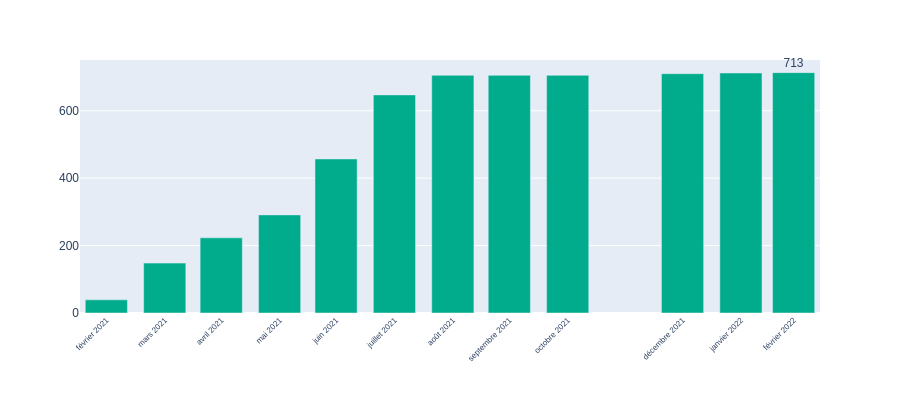 713
600
400
200
0
février 2021
mars 2021
avril 2021
mai 2021
juin 2021
juillet 2021
août 2021
septembre 2021
octobre 2021
décembre 2021
janvier 2022
février 2022